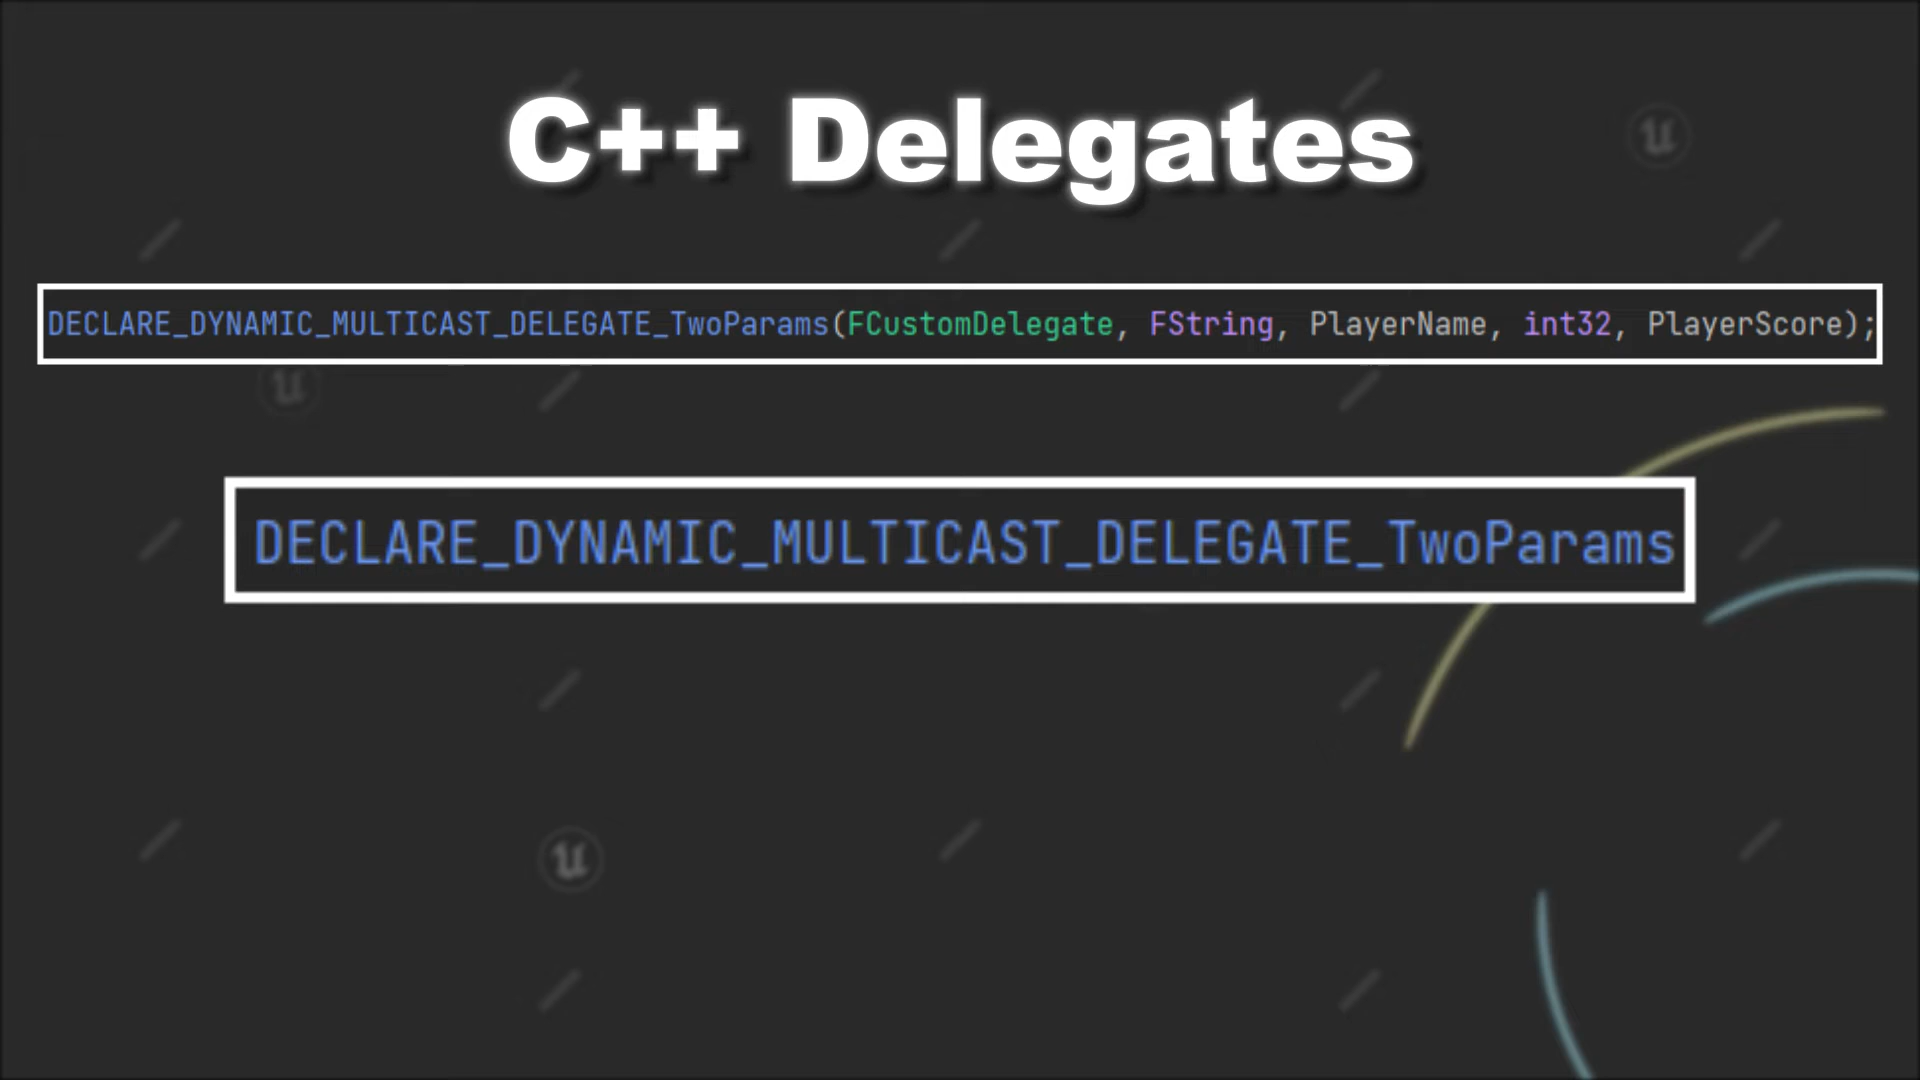 C++ Delegates
DECLARE_DYNAMIC_MULTICAST_DELEGATE_TwoParams(FCustomDelegate, FString, PlayerName, int32, PlayerScore);
DECLARE_DYNAMIC_MULTICAST_DELEGATE_TwoParams